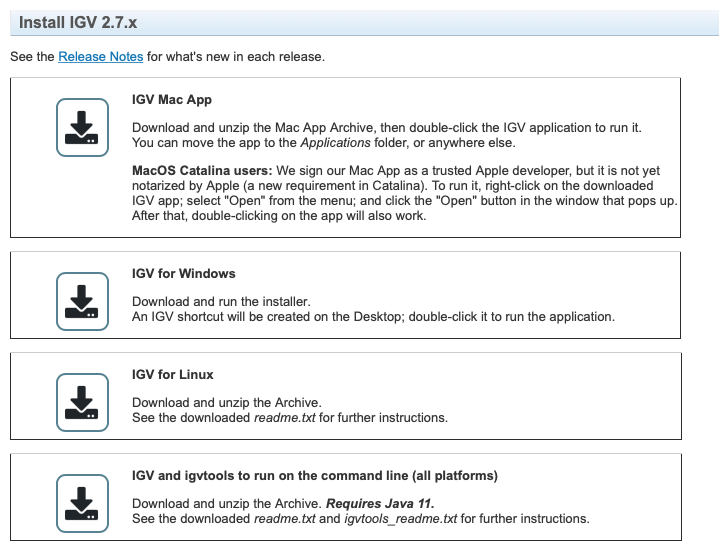 Install IGV 2.7.x
See the Release Notes for what's new in each release.
IGV Mac App
Download and unzip the Mac App Archive, then double-click the IGV application to run it.
You can move the app to the Applications folder, or anywhere else.
MacOS Catalina users: We sign our Mac App as a trusted Apple developer, but it is not yet
notarized by Apple (a new requirement in Catalina). To run it, right-click on the downloaded
IGV app; select "Open" from the menu; and click the "Open" button in the window that pops up.
After that, double-clicking on the app will also work.
IGV for Windows
Download and run the installer.
An IGV shortcut will be created on the Desktop; double-click it to run the application.
IGV for Linux
Download and unzip the Archive.
See the downloaded readme.txt for further instructions.
IGV and igvtools to run on the command line (all platforms)
Download and unzip the Archive. Requires Java 11.
See the downloaded readme.txt and igvtools_readme.txt for further instructions.